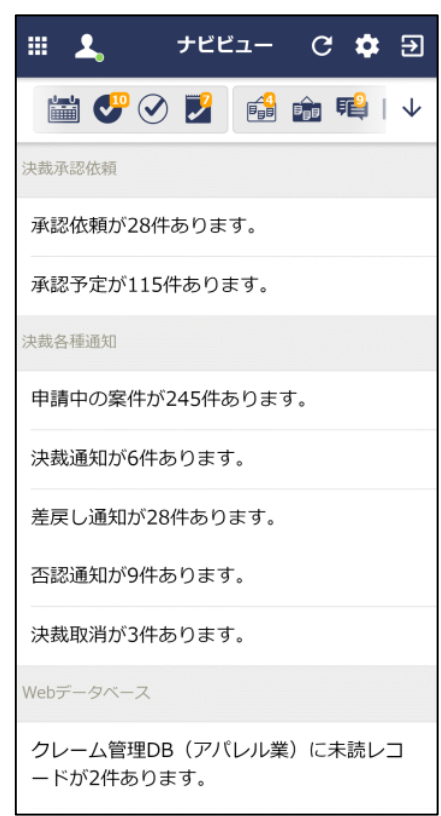 ナビビュー
10
7
4
9
決裁承認依頼
承認依頼が28件あります。
承認予定が115件あります。
決裁各種通知
申請中の案件が245件あります。
決裁通知が6件あります。
差戻し通知が28件あります。
否認通知が9件あります。
決裁取消が3件あります。
Webデータベース
クレーム管理DB（アパレル業）に未読レコ
ードが2件あります。